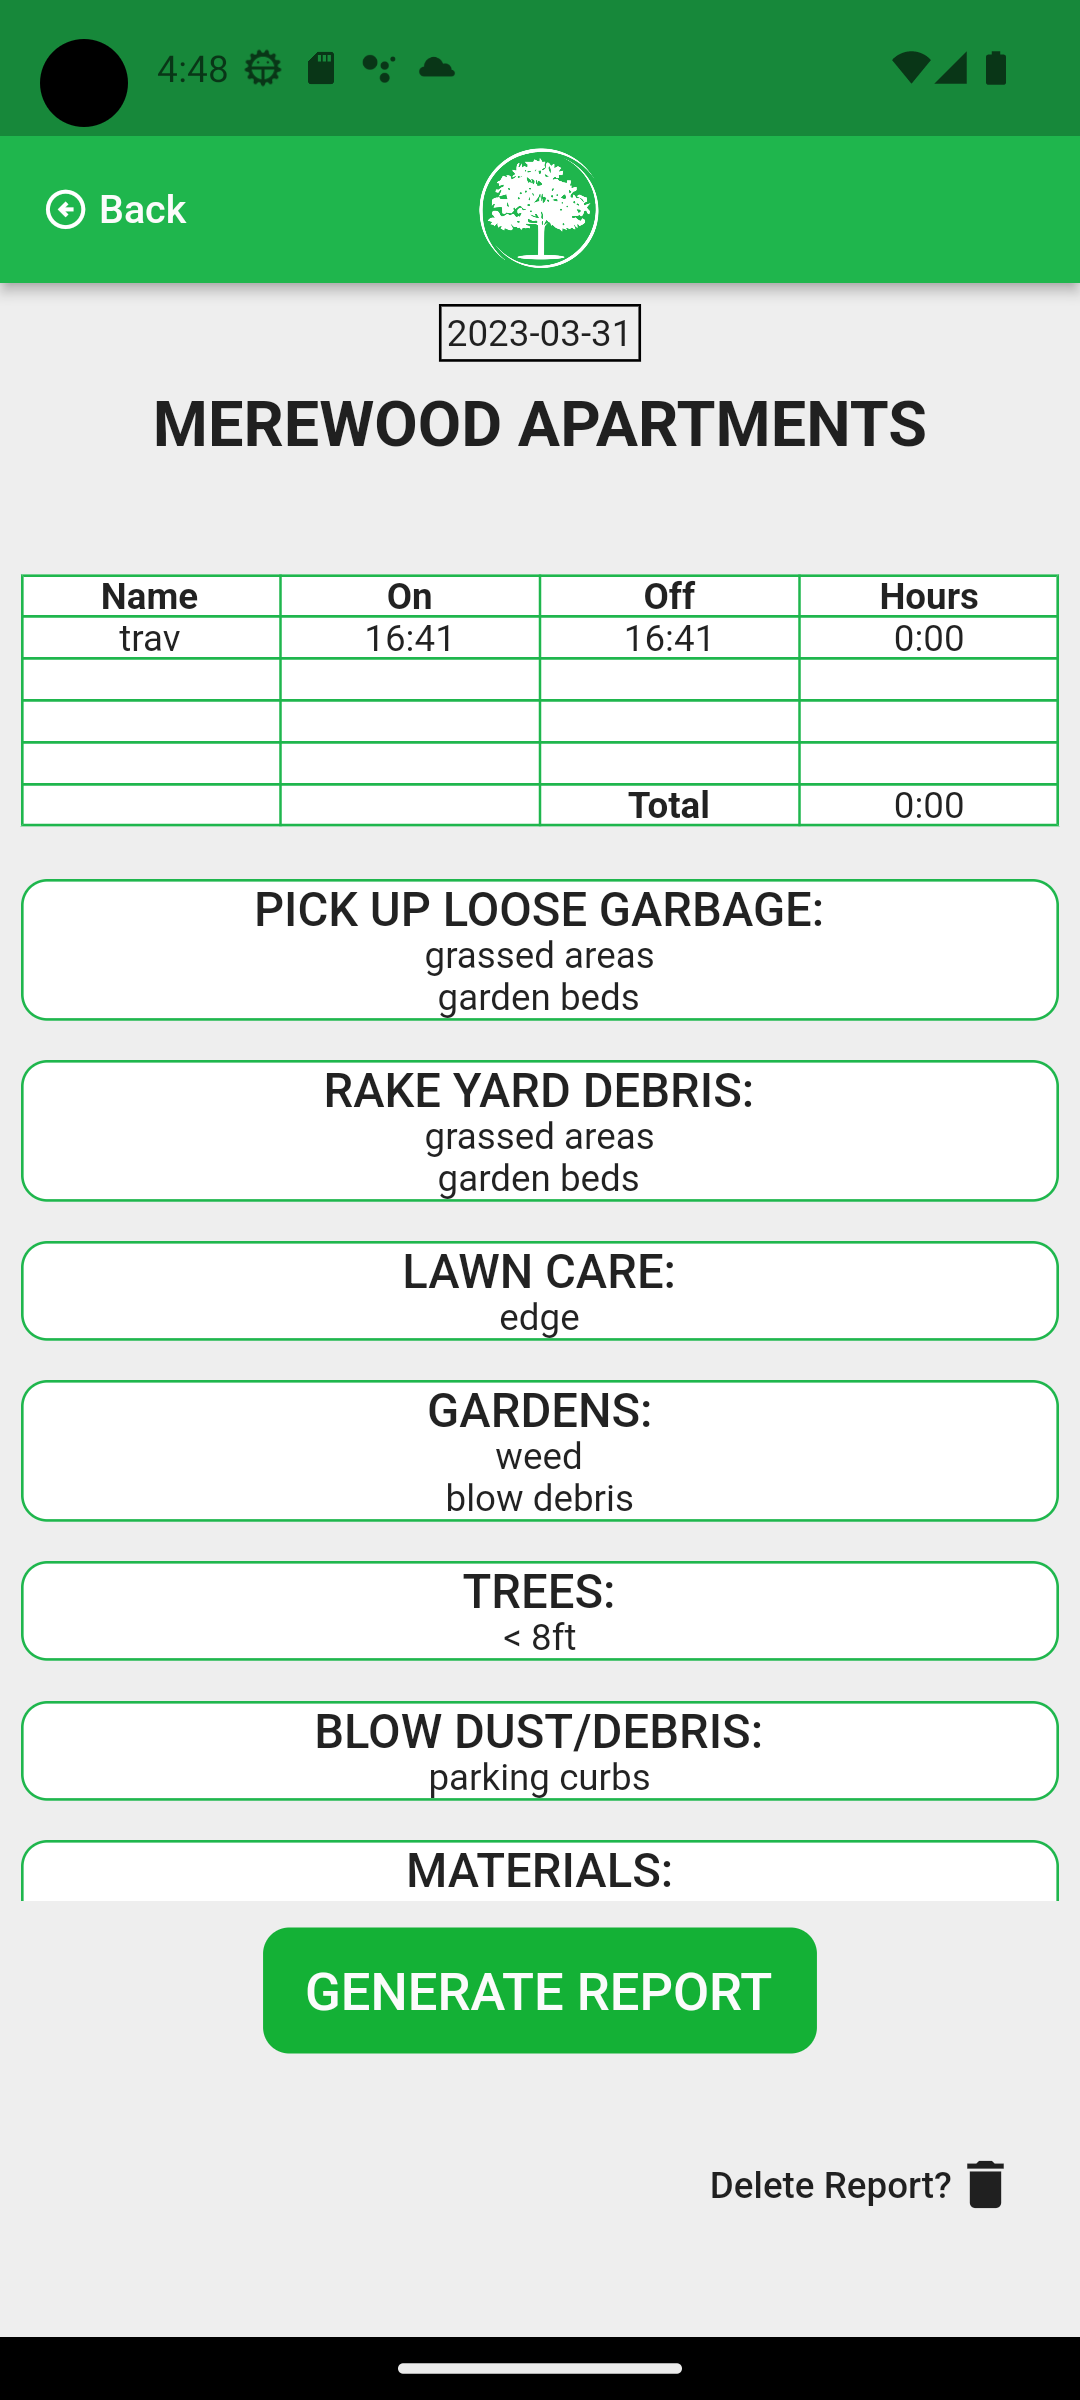 4:48
Back
2023-03-31
MEREWOOD APARTMENTS
Name On Off Hours
trav 16:41 16:41 0:00
Total 0:00
PICK UP LOOSE GARBAGE:
grassed areas
garden beds
RAKE YARD DEBRIS:
grassed areas
garden beds
LAWN CARE:
edge
GARDENS:
weed
blow debris
TREES:
< 8ft
BLOW DUST/DEBRIS:
parking curbs
MATERIALS:
GENERATE REPORT
Delete Report?